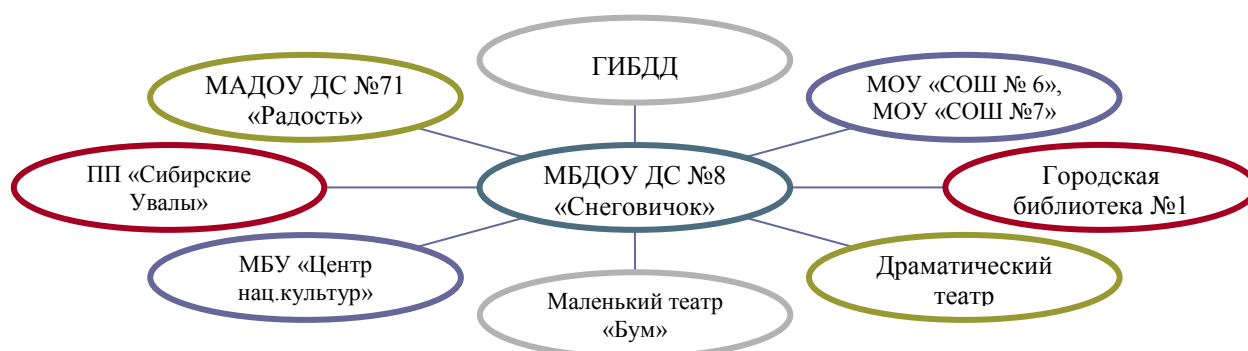 ГИБДД
МАДОУ ДС №71
«Радость»
МОУ «СОШ № 6»,
МОУ «СОШ №7»
ПП «Сибирские
Увалы»
МБДОУ ДС №8
«Снеговичок»
Городская
библиотека №1
МБУ «Центр
нац.культур»
Драматический
театр
Маленький театр
«Бум»